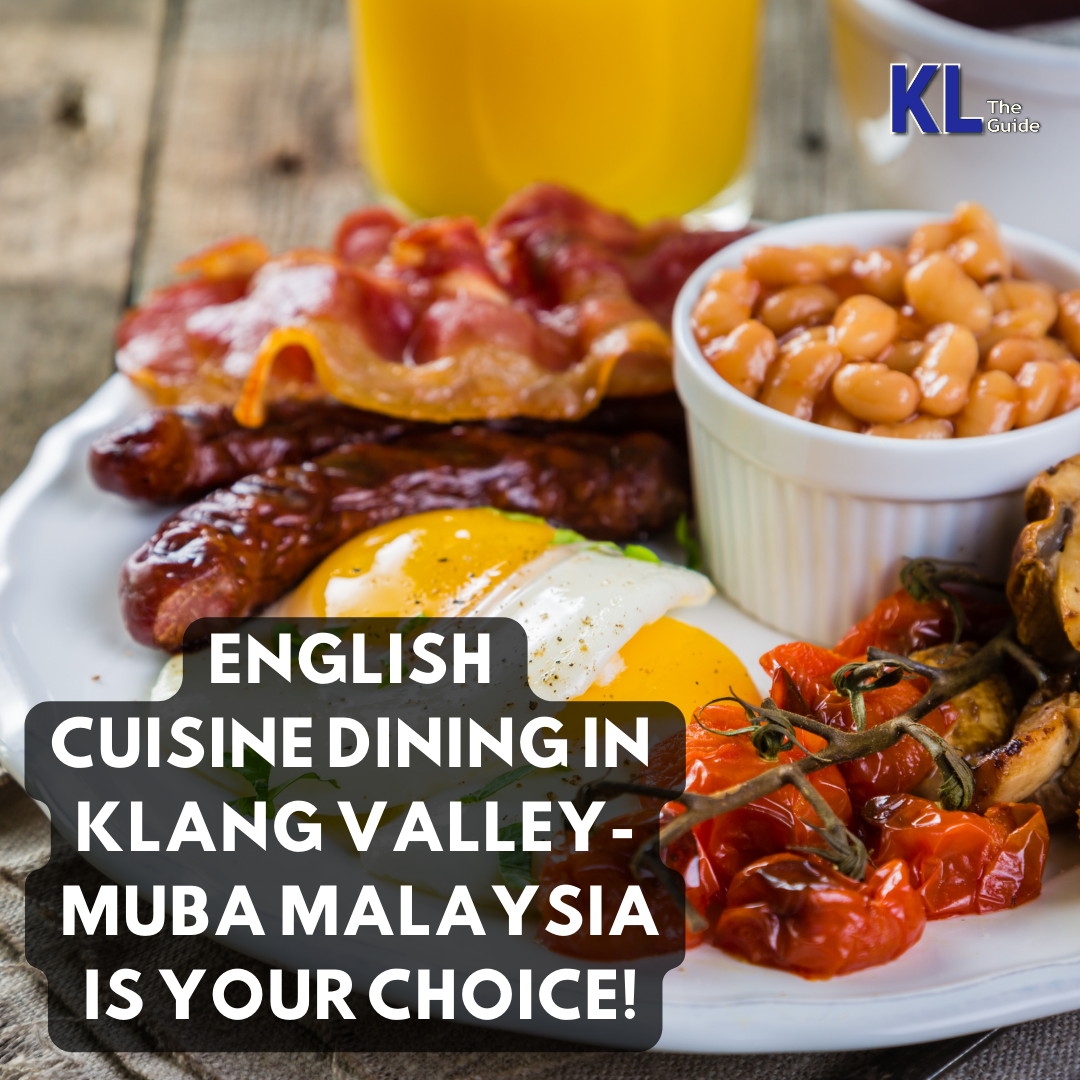 KL The Guide
ENGLISH
CUISINE DINING IN
KLANG VALLEY-
MUBA MALAYSIA
IS YOUR CHOICE!